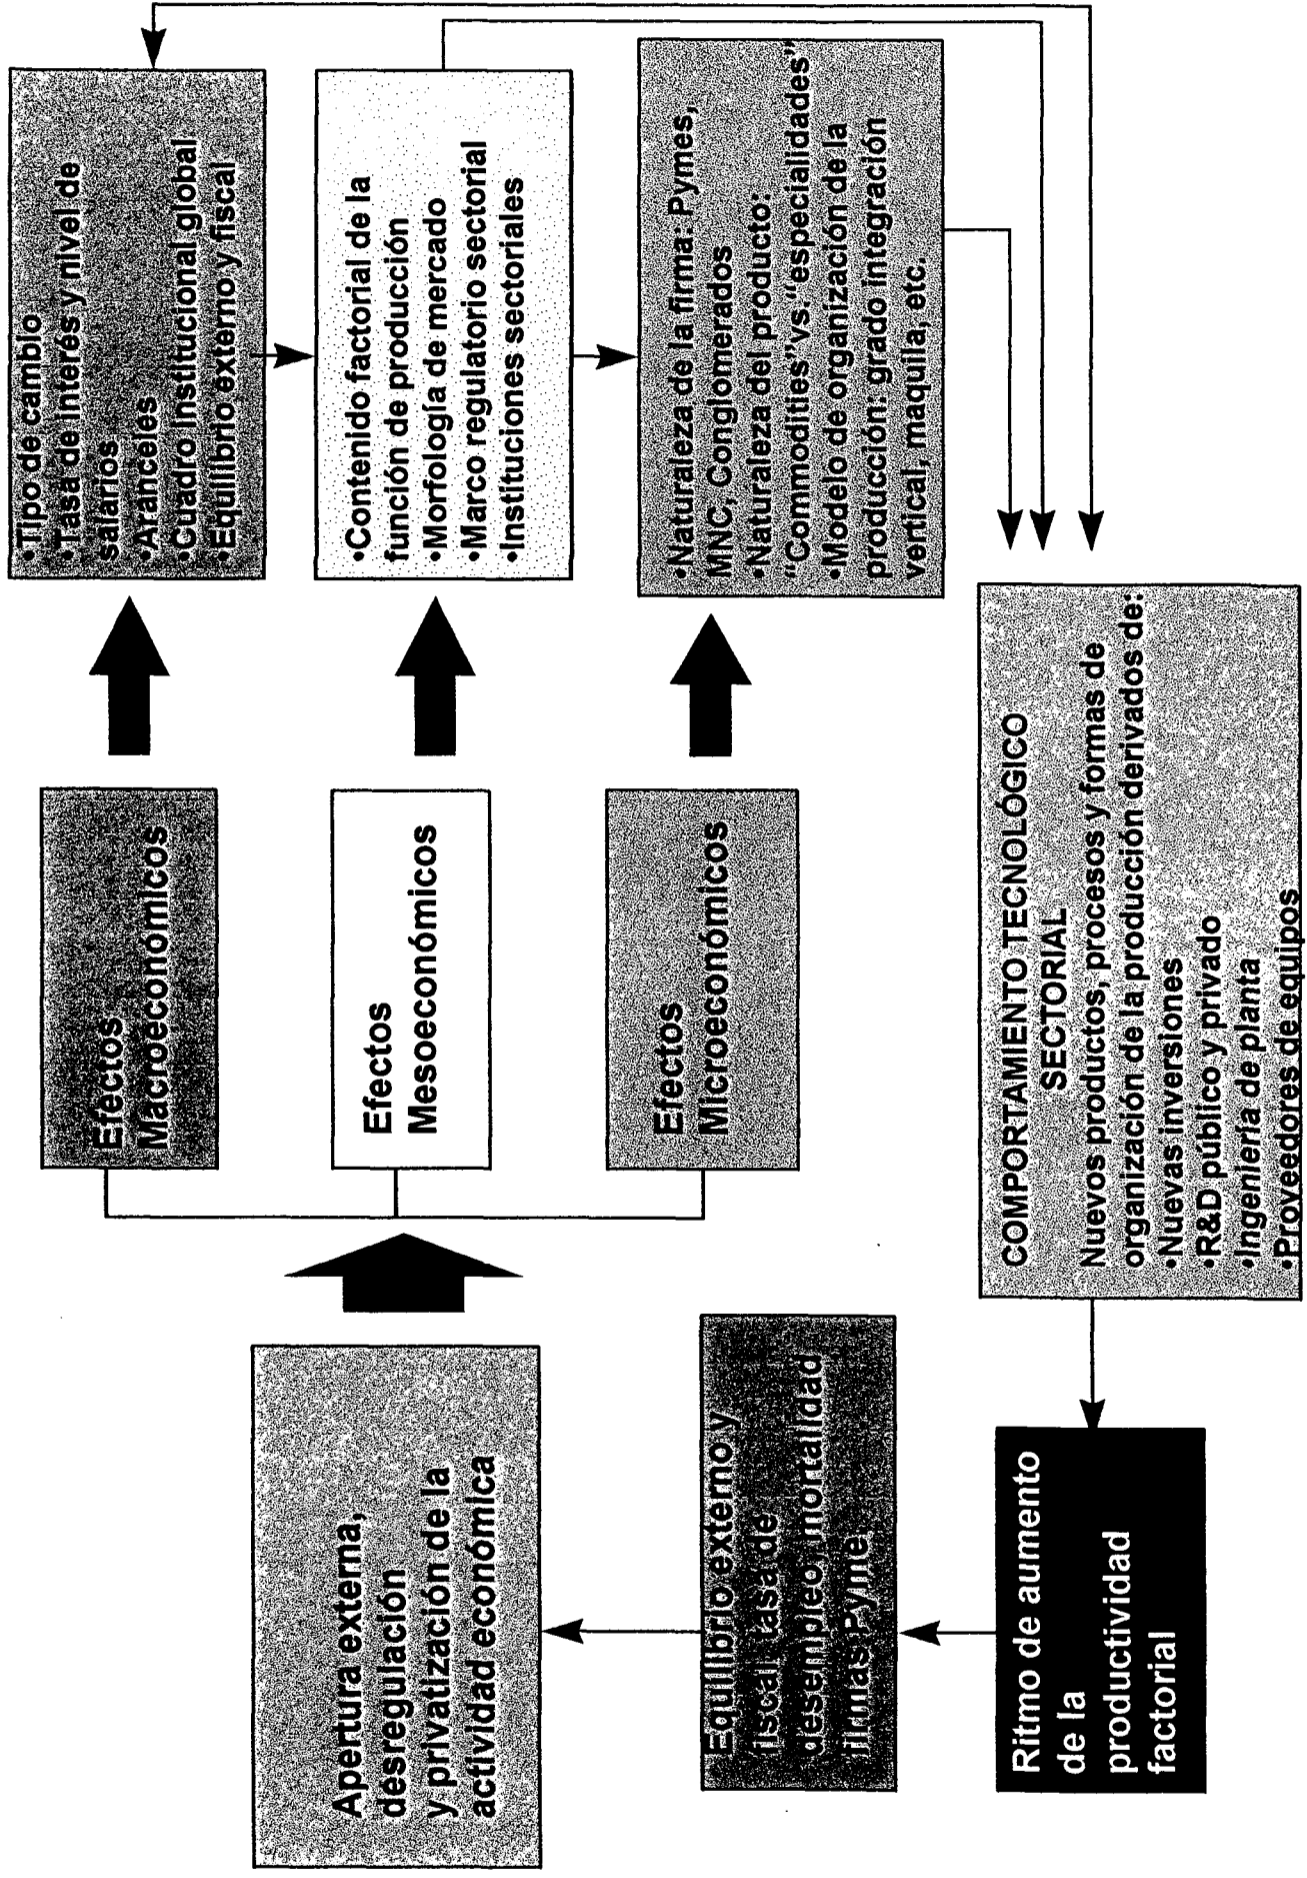 Apertura externa,
desregulación
y privatización de la
actividad económica
Efectos
Macroeconómicos
•Tipo de cambio
•Tasa de interés y nivel de
salarios
•Aranceles
•Cuadro Institucional global
•Equilibrio externo y fiscal
Efectos
Mesoeconómicos
•Contenido factorial de la
función de producción
•Morfología de mercado
•Marco regulatorio sectorial
•Instituciones sectoriales
Efectos
Microeconómicos
•Naturaleza de la firma: Pymes,
MNC, Conglomerados
•Naturaleza del producto:
“Commodities”vs.“especialidades”
•Modelo de organización de la
producción: grado integración
vertical, maquila, etc.
Equilibrio externo y
fiscal tasa de
desempleo mortalidad
firmas Pyme,
Ritmo de aumento
de la
productividad
factorial
COMPORTAMIENTO TECNOLÓGICO
SECTORIAL
Nuevos productos, procesos y formas de
organización de la producción derivados de:
•Nuevas inversiones
•R&D público y privado
•Ingeniería de planta
•Proveedores de equipos